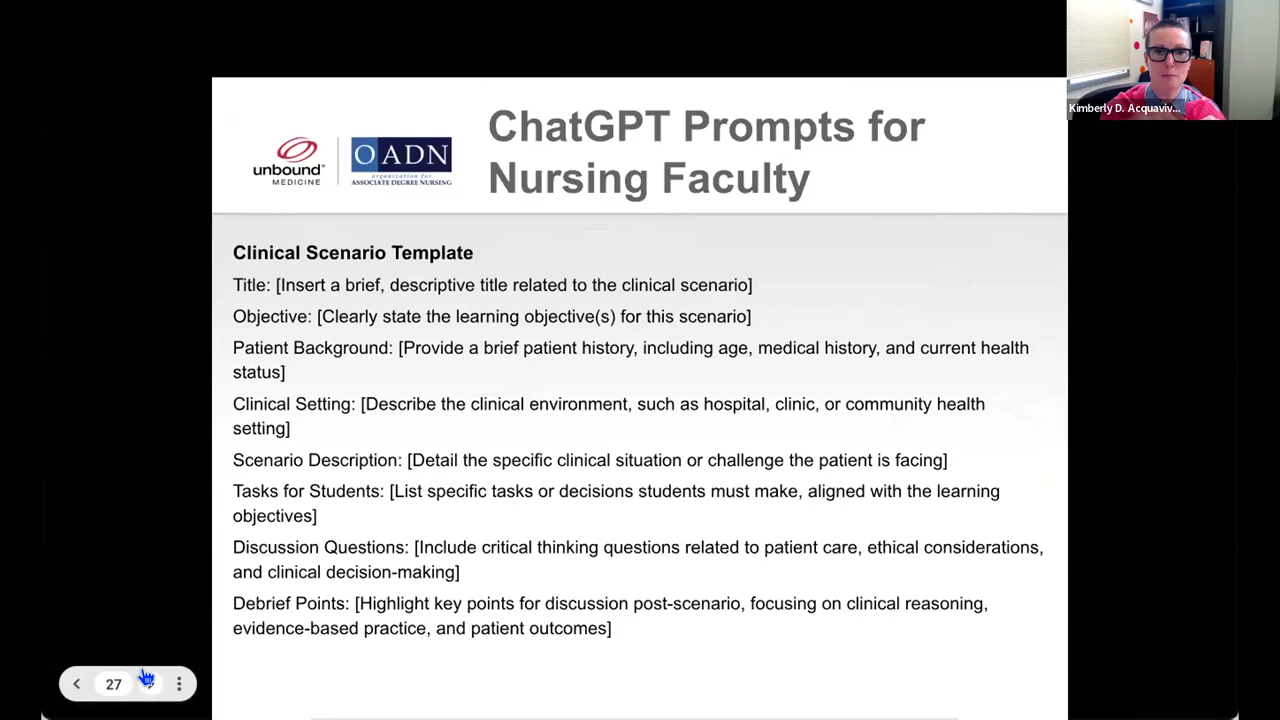 Kimberly D. Acquaviv...
ChatGPT Prompts for
Nursing Faculty
unbound®
MEDICINE
OADN
organization for
ASSOCIATE DEGREE NURSING
Clinical Scenario Template
Title: [Insert a brief, descriptive title related to the clinical scenario]
Objective: [Clearly state the learning objective(s) for this scenario]
Patient Background: [Provide a brief patient history, including age, medical history, and current health
status]
Clinical Setting: [Describe the clinical environment, such as hospital, clinic, or community health
setting]
Scenario Description: [Detail the specific clinical situation or challenge the patient is facing]
Tasks for Students: [List specific tasks or decisions students must make, aligned with the learning
objectives]
Discussion Questions: [Include critical thinking questions related to patient care, ethical considerations,
and clinical decision-making]
Debrief Points: [Highlight key points for discussion post-scenario, focusing on clinical reasoning,
evidence-based practice, and patient outcomes]
27